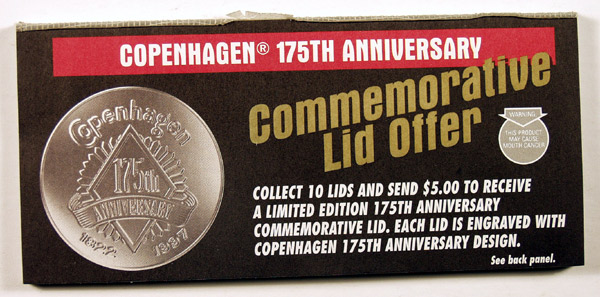 COPENHAGEN® 175TH ANNIVERSARY
Commemorative
Lid Offer
WARNING:
THIS PRODUCT
MAY CAUSE
MOUTH CANCER
Copenhagen
175th
ANNIVERSARY
1997
COLLECT 10 LIDS AND SEND $5.00 TO RECEIVE
A LIMITED EDITION 175TH ANNIVERSARY
COMMEMORATIVE LID. EACH LID IS ENGRAVED WITH
COPENHAGEN 175TH ANNIVERSARY DESIGN.
See back panel.